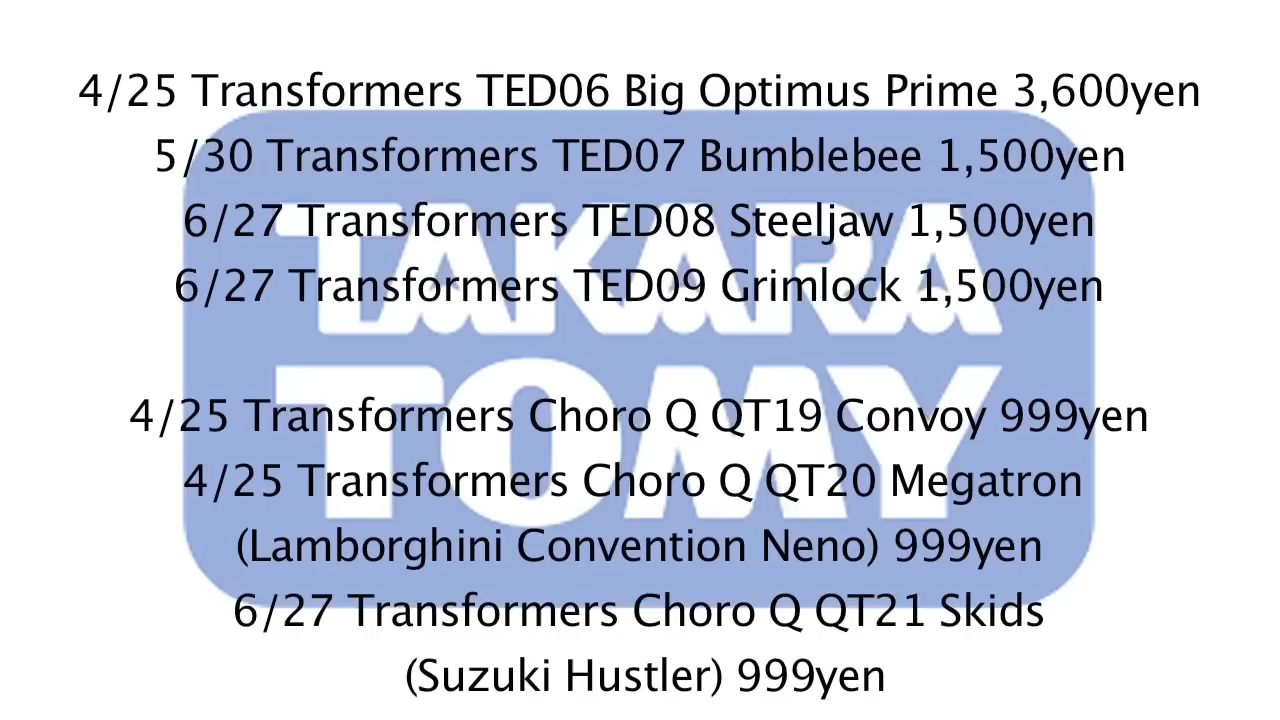 4/25 Transformers TED06 Big Optimus Prime 3,600yen
5/30 Transformers TED07 Bumblebee 1,500yen
6/27 Transformers TED08 Steeljaw 1,500yen
6/27 Transformers TED09 Grimlock 1,500yen
4/25 Transformers Choro Q QT19 Convoy 999yen
4/25 Transformers Choro Q QT20 Megatron
(Lamborghini Convention Neno) 999yen
6/27 Transformers Choro Q QT21 Skids
(Suzuki Hustler) 999yen
TAKARA
TOMY